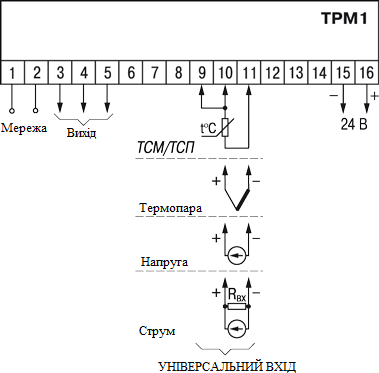 ТРМ1
1 2 3 4 5 6 7 8 9 10 11 12 13 14 15 16
− +
Мережа
Вихід
t°C
24 В
ТСМ/ТСП
+ −
Термопара
+ −
Напруга
+ −
Rвх
Струм
УНІВЕРСАЛЬНИЙ ВХІД